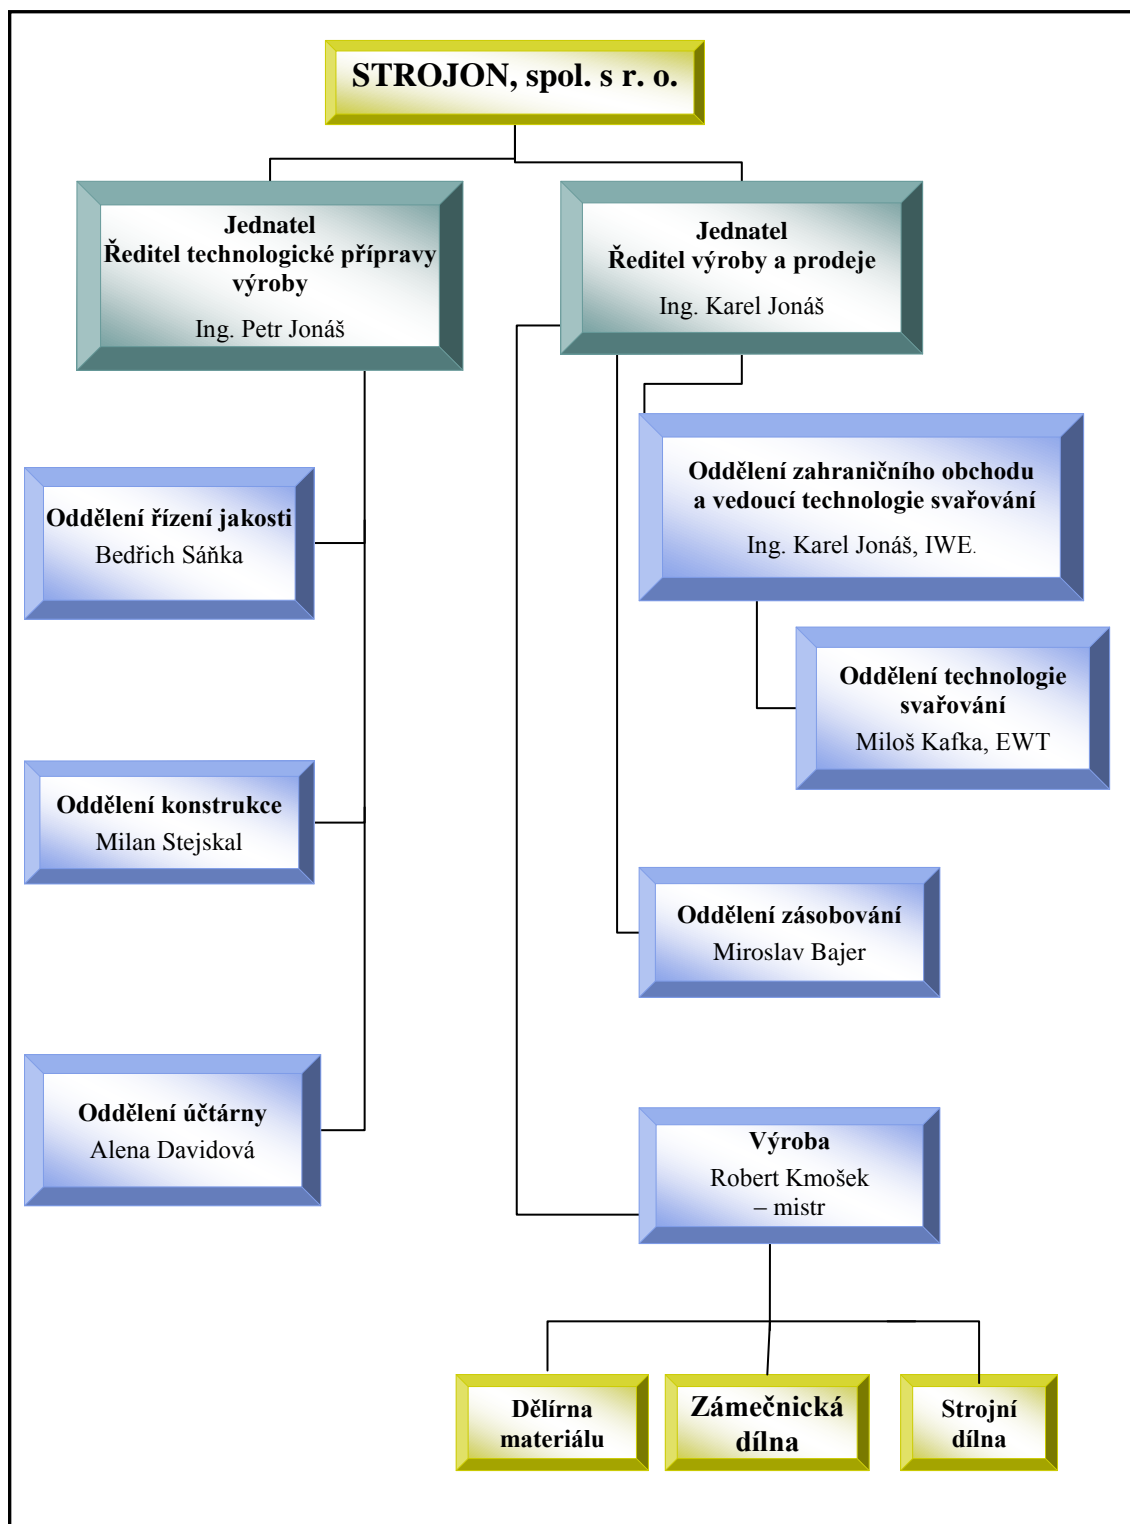 STROJON, spol. s r. o.
Jednatel
Ředitel technologické přípravy
výroby
Ing. Petr Jonáš
Jednatel
Ředitel výroby a prodeje
Ing. Karel Jonáš
Oddělení zahraničního obchodu
a vedoucí technologie svařování
Ing. Karel Jonáš, IWE.
Oddělení řízení jakosti
Bedřich Sáňka
Oddělení technologie
svařování
Miloš Kafka, EWT
Oddělení konstrukce
Milan Stejskal
Oddělení zásobování
Miroslav Bajer
Oddělení účtárny
Alena Davidová
Výroba
Robert Kmošek
– mistr
Dělírna
materiálu
Zámečnická
dílna
Strojní
dílna